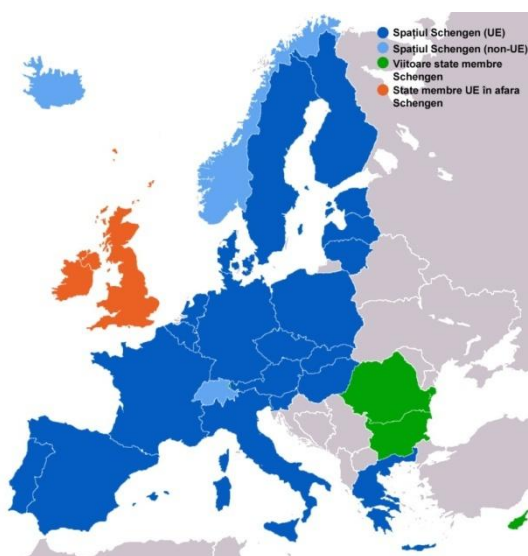 Spațiul Schengen (UE)
Spațiul Schengen (non-UE)
Viitoare state membre
Schengen
State membre UE în afara
Schengen